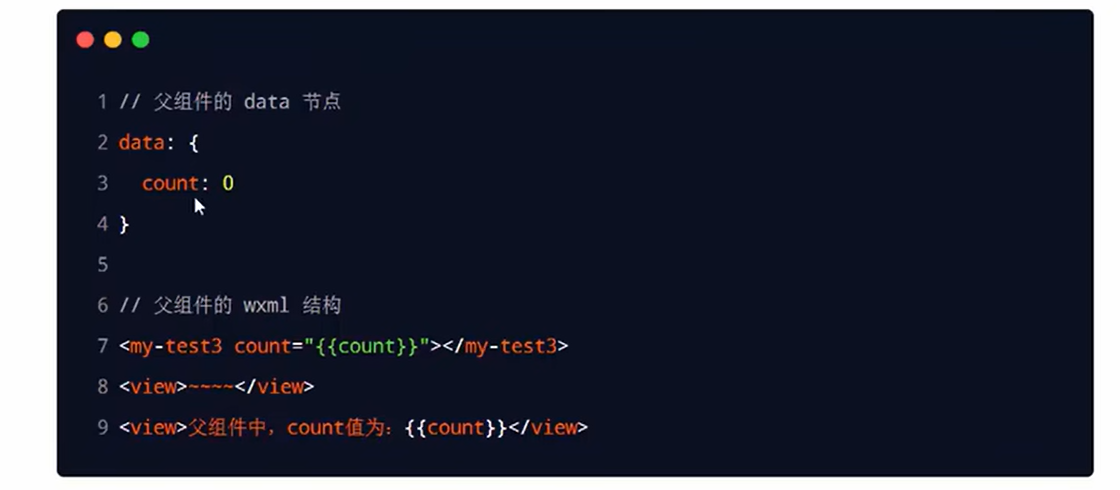 1 // 父组件的 data 节点
2 data: {
3   count: 0
4 }
5
6 // 父组件的 wxml 结构
7 <my-test3 count="{{count}}"></my-test3>
8 <view>~~~~</view>
9 <view>父组件中，count值为：{{count}}</view>